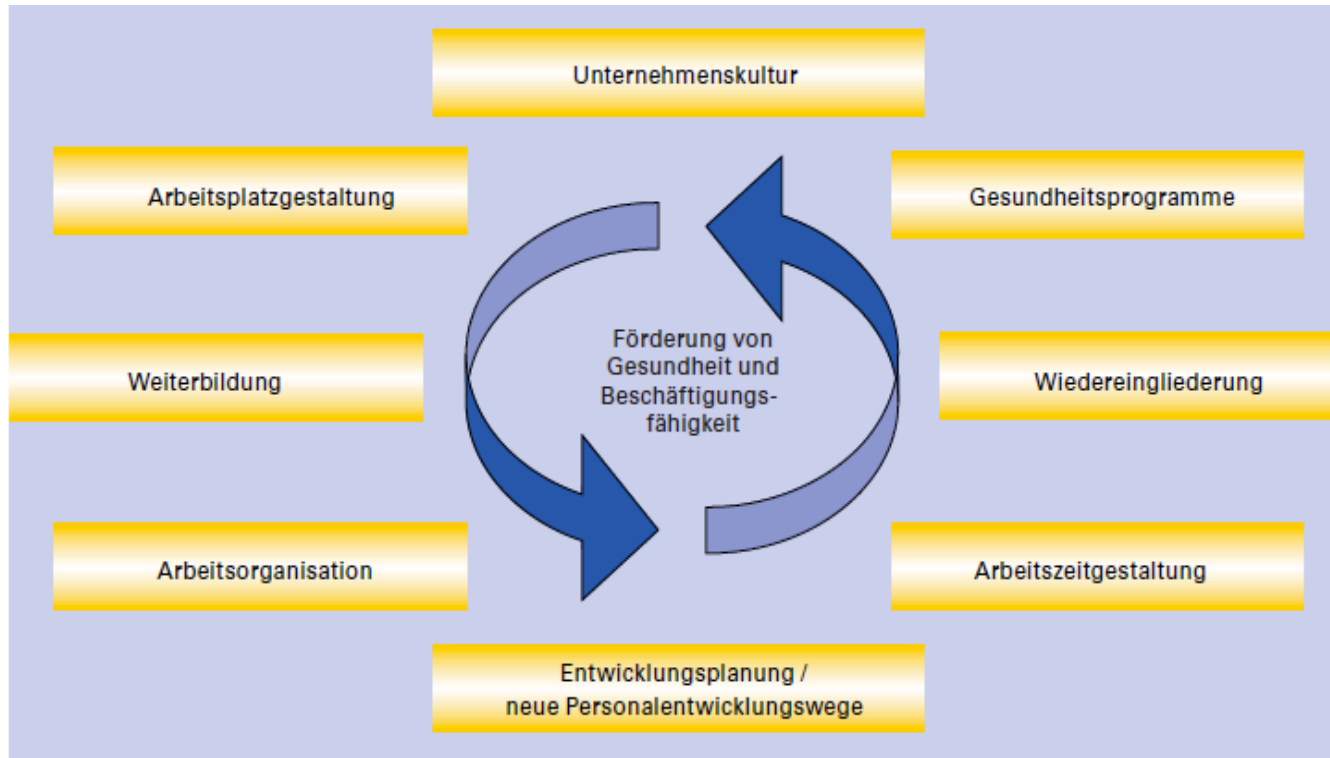 Unternehmenskultur
Arbeitsplatzgestaltung
Gesundheitsprogramme
Förderung von
Gesundheit und
Beschäftigungs-
fähigkeit
Weiterbildung
Wiedereingliederung
Arbeitsorganisation
Arbeitszeitgestaltung
Entwicklungsplanung /
neue Personalentwicklungswege